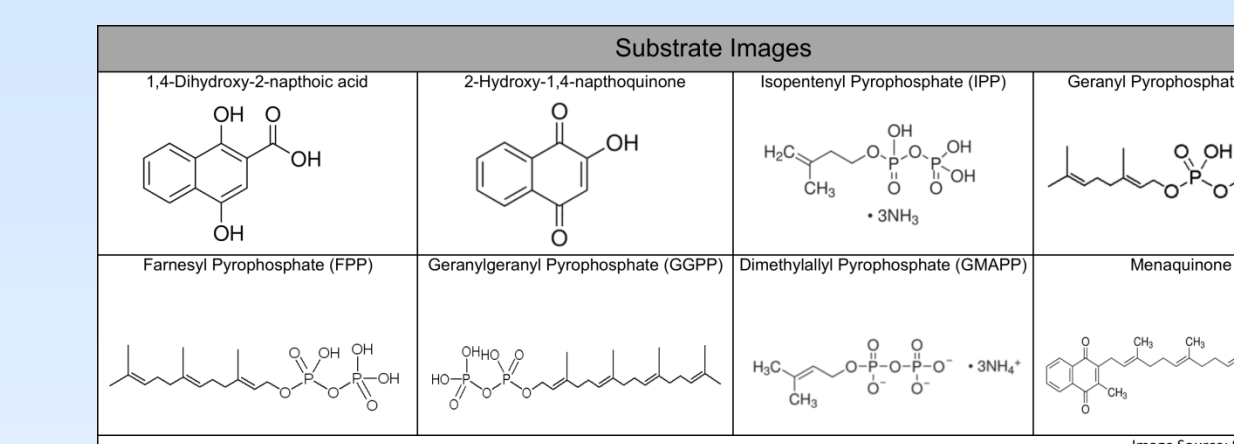 Substrate Images
1,4-Dihydroxy-2-napthoic acid
2-Hydroxy-1,4-napthoquinone
Isopentenyl Pyrophosphate (IPP)
Geranyl Pyrophosphat
OH O
OH
OH
O
OH
O
OH
H₂C
O
P
O
P
OH
OH
O
O
CH₃
• 3NH₃
O
OH
P
O
O
Farnesyl Pyrophosphate (FPP)
Geranylgeranyl Pyrophosphate (GGPP)
Dimethylallyl Pyrophosphate (GMAPP)
Menaquinone
O
OH
OH
P
P–OH
O
O
O
OH
HO
O
HO–P
P
O
O
O
O
O
H₃C
O–P–O–P–O⁻
• 3NH₄⁺
O⁻
O⁻
CH₃
O
CH₃
CH₃
CH₃
O